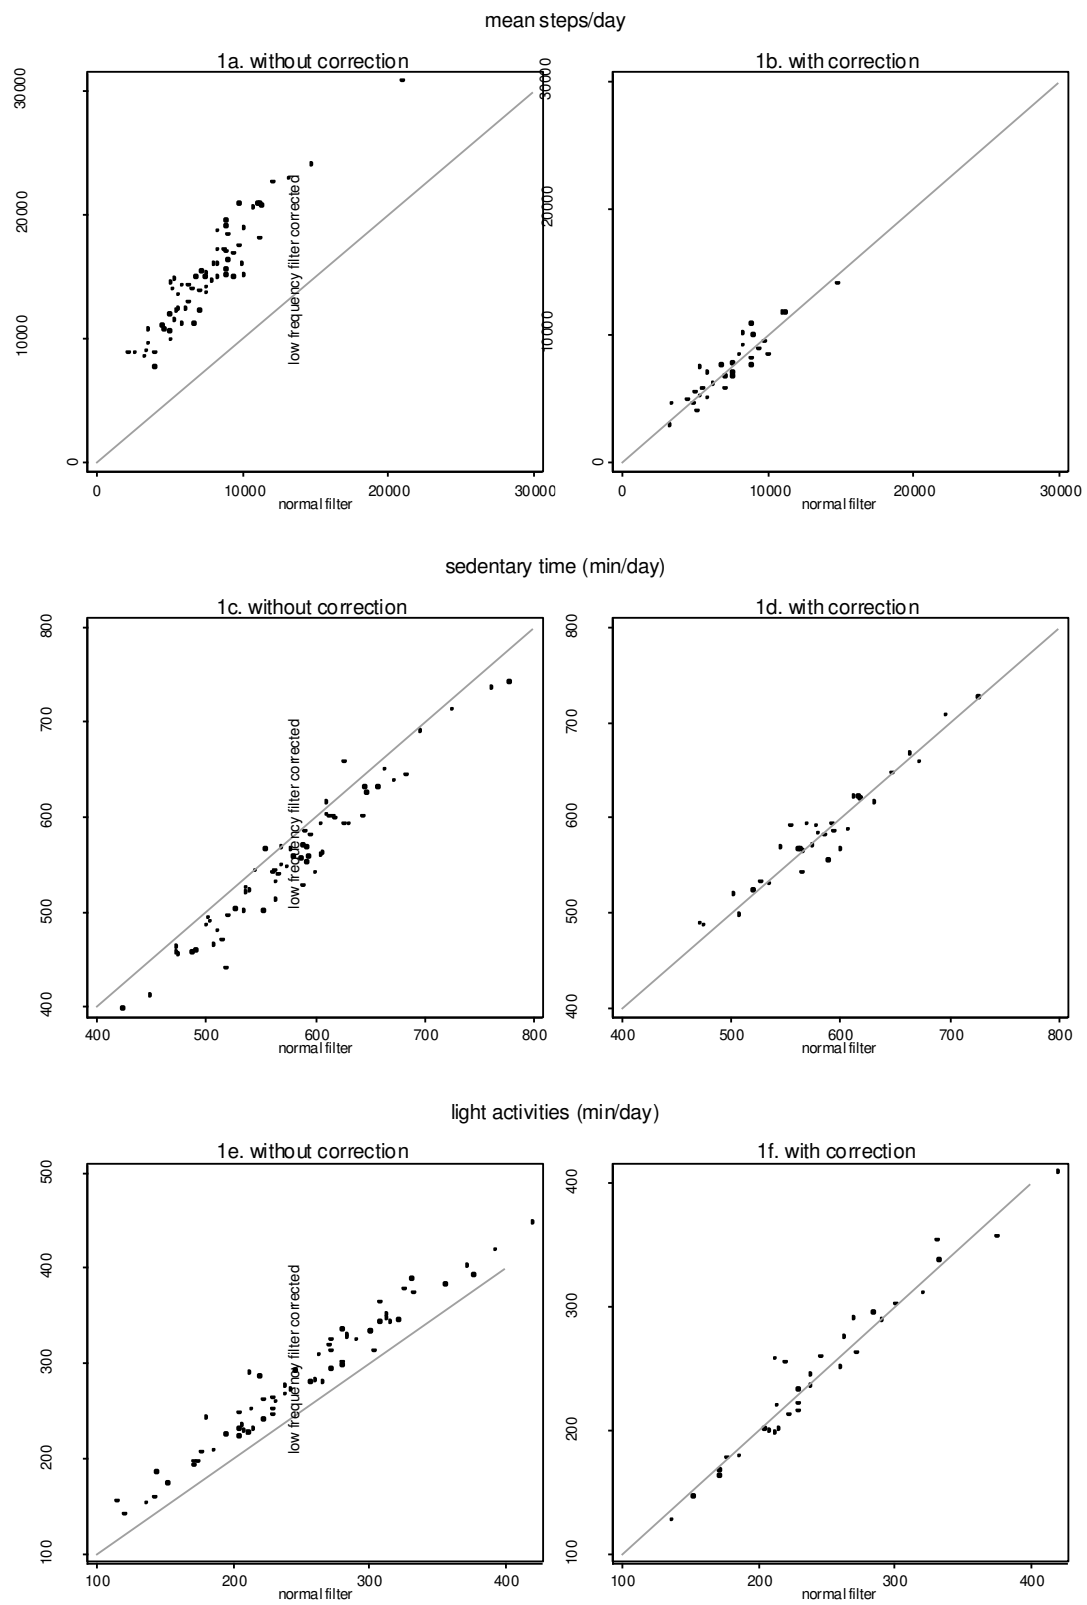 mean steps/day
1a. without correction
1b. with correction
30000
20000
10000
0
low frequency filter corrected
0 10000 20000 30000
normal filter
30000
20000
10000
0
0 10000 20000 30000
normal filter
sedentary time (min/day)
1c. without correction
1d. with correction
800
700
600
500
400
low frequency filter corrected
400 500 600 700 800
normal filter
800
700
600
500
400
400 500 600 700 800
normal filter
light activities (min/day)
1e. without correction
1f. with correction
500
400
300
200
100
low frequency filter corrected
100 200 300 400
normal filter
400
300
200
100
100 200 300 400
normal filter